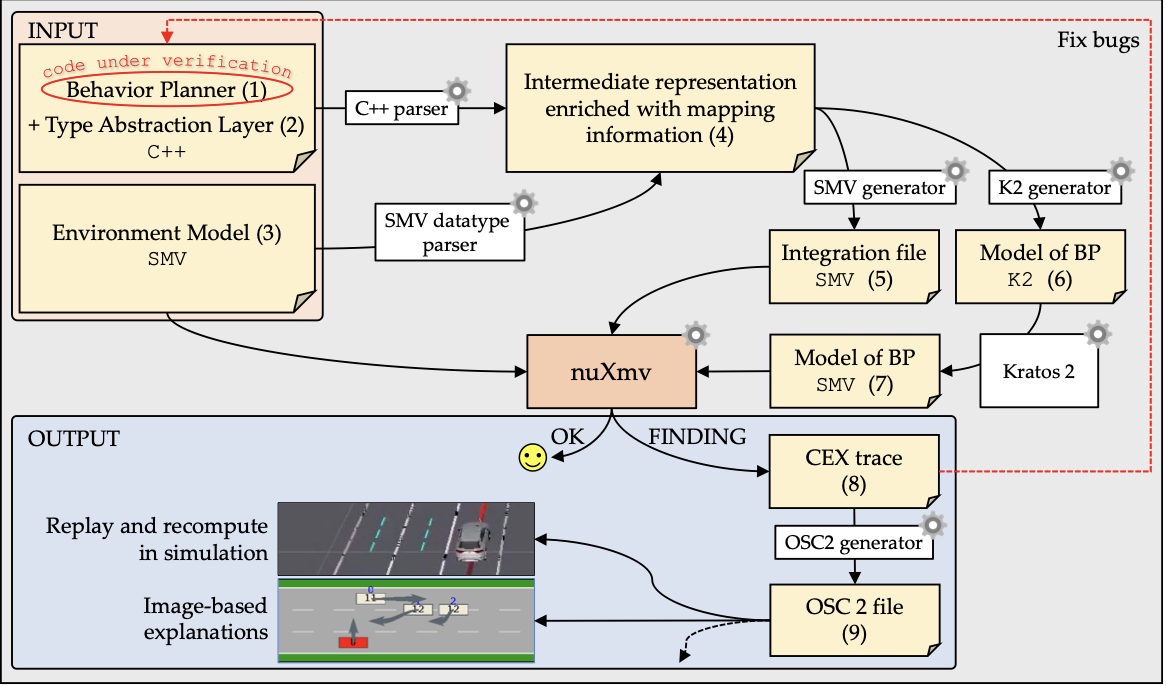 INPUT
Fix bugs
code under verification
Behavior Planner (1)
+ Type Abstraction Layer (2)
C++
C++ parser
Intermediate representation
enriched with mapping
information (4)
SMV generator
K2 generator
Environment Model (3)
SMV
SMV datatype
parser
Integration file
SMV (5)
Model of BP
K2 (6)
nuXmv
Model of BP
SMV (7)
Kratos 2
OUTPUT
OK
FINDING
CEX trace
(8)
Replay and recompute
in simulation
OSC2 generator
Image-based
explanations
0
11
12
2
12
OSC 2 file
(9)